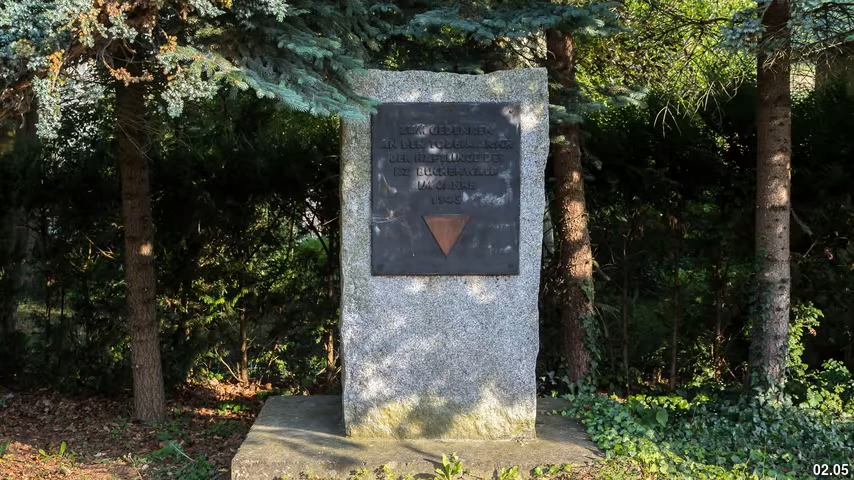 ZUM GEDENKEN
AN DEN TODESMARSCH
DER HÄFTLINGE DES
KZ BUCHENWALD
IM JAHRE
1945
02.05